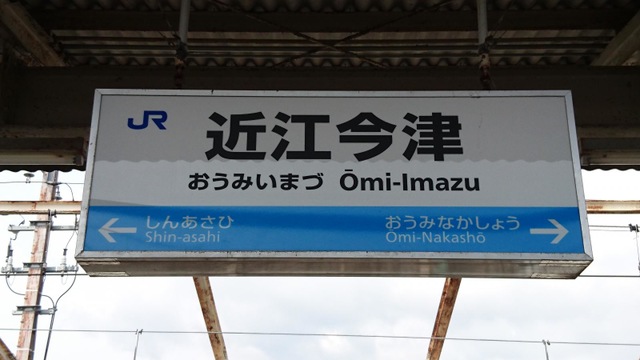 JR
近江今津
おうみいまづ Ōmi-Imazu
← しんあさひ おうみなかしょう →
Shin-asahi Ōmi-Nakashō